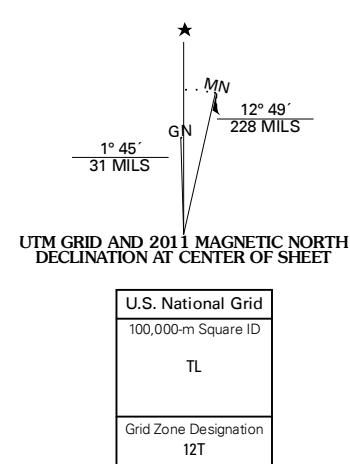 MN
12° 49´
228 MILS
GN
1° 45´
31 MILS
UTM GRID AND 2011 MAGNETIC NORTH
DECLINATION AT CENTER OF SHEET
U.S. National Grid
100,000-m Square ID
TL
Grid Zone Designation
12T